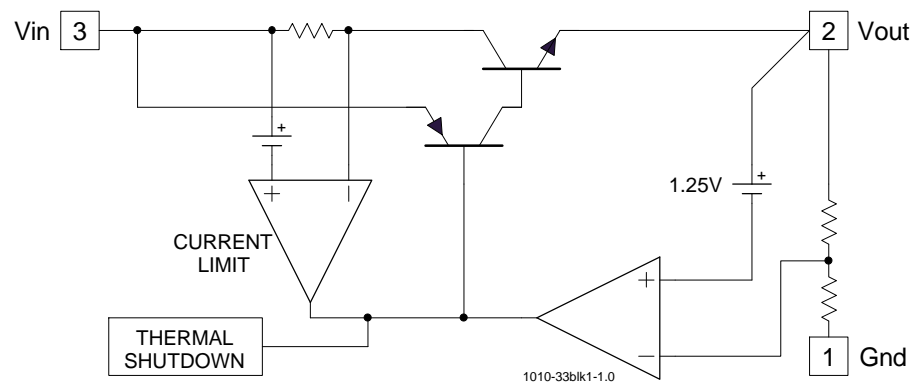 Vin 3
2 Vout
+
+
1.25V
+ −
CURRENT
LIMIT
+
THERMAL
SHUTDOWN
−
1 Gnd
1010-33blk1-1.0